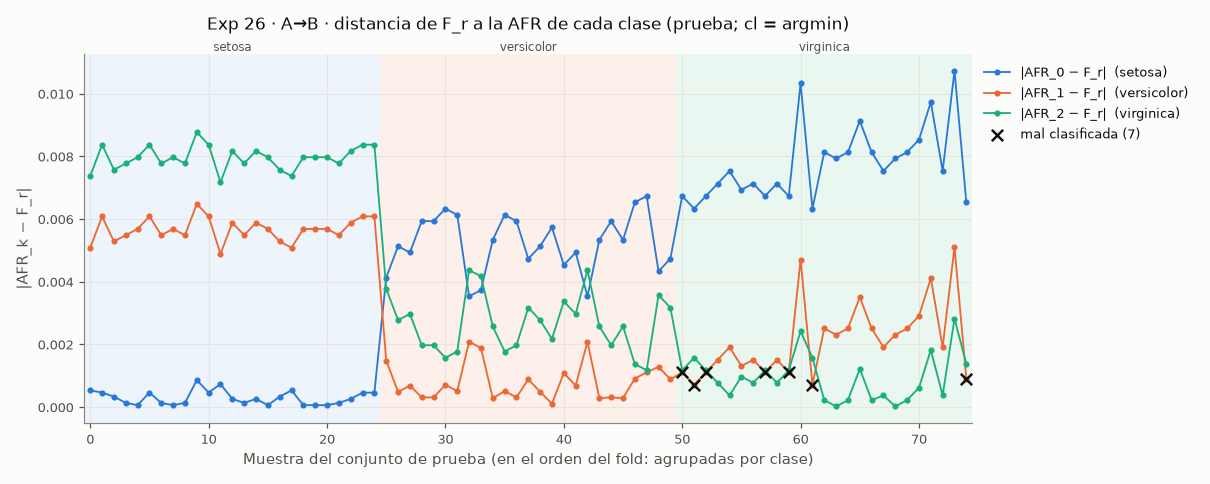 Exp 26 · A→B · distancia de F_r a la AFR de cada clase (prueba; cl = argmin)
setosa
versicolor
virginica
|AFR_0 − F_r| (setosa)
|AFR_1 − F_r| (versicolor)
|AFR_2 − F_r| (virginica)
mal clasificada (7)
|AFR_k − F_r|
0.010
0.008
0.006
0.004
0.002
0.000
0
10
20
30
40
50
60
70
Muestra del conjunto de prueba (en el orden del fold: agrupadas por clase)